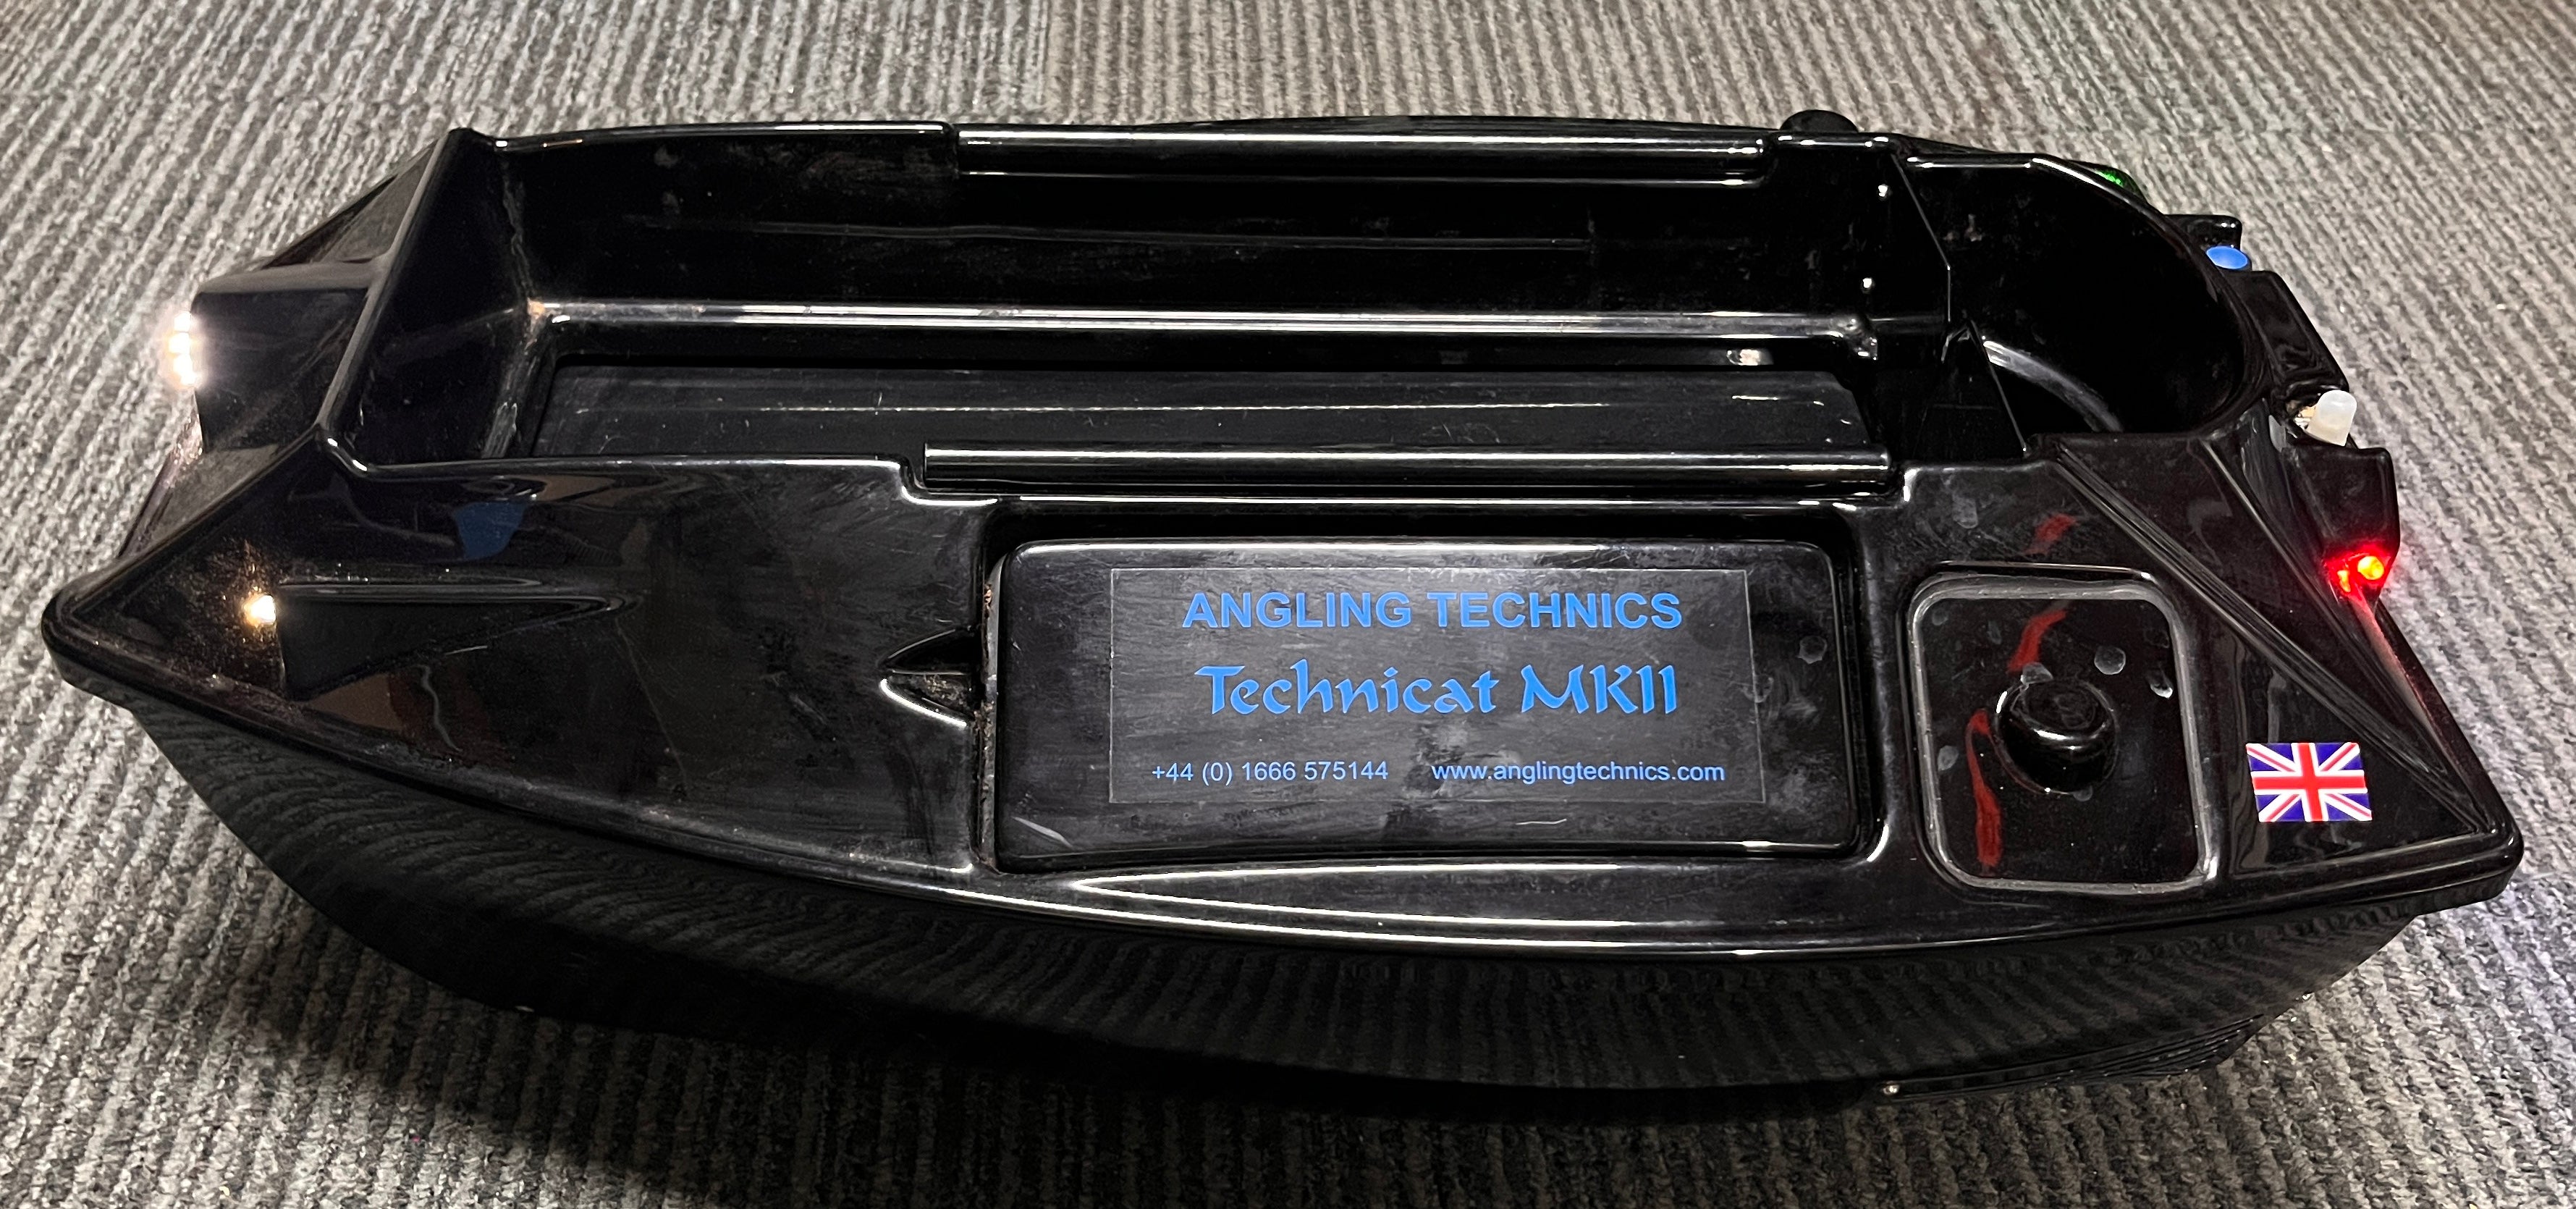 ANGLING TECHNICS
Technicat MKII
+44 (0) 1666 575144 www.anglingtechnics.com